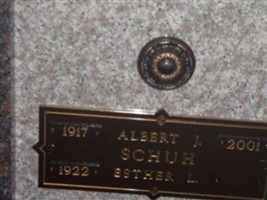 1917 ALBERT J. 2001
SCHUH
1922 ESTHER L.